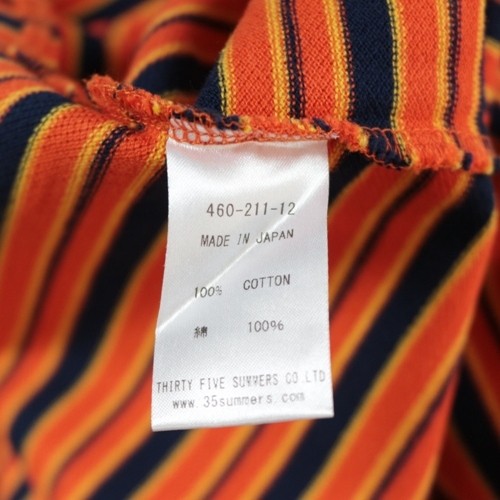 460-211-12
MADE IN JAPAN
100% COTTON
綿 100%
THIRTY FIVE SUMMERS CO.LTD
www.35summers.com